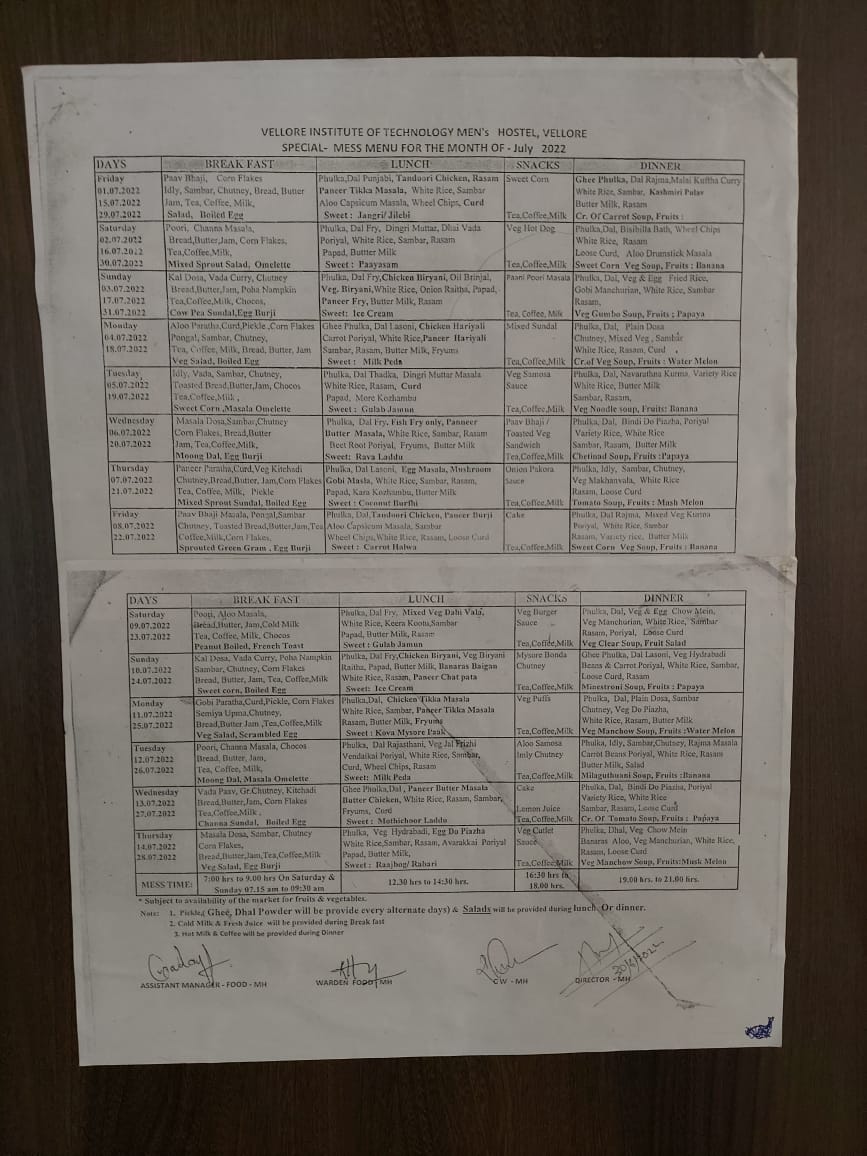 VELLORE INSTITUTE OF TECHNOLOGY MEN's HOSTEL, VELLORE
SPECIAL- MESS MENU FOR THE MONTH OF - July 2022
DAYS BREAK FAST LUNCH SNACKS DINNER
Friday
01.07.2022
15.07.2022
29.07.2022
Paav Bhaji, Corn Flakes
Idly, Sambar, Chutney, Bread, Butter
Jam, Tea, Coffee, Milk,
Salad, Boiled Egg
Phulka,Dal Punjabi, Tandoori Chicken, Rasam
Paneer Tikka Masala, White Rice, Sambar
Aloo Capsicum Masala, Wheel Chips, Curd
Sweet : Jangri/ Jilebi
Sweet Corn
Tea,Coffee,Milk
Ghee Phulka, Dal Rajma,Malai Kuftha Curry
White Rice, Sambar, Kashmiri Pulav
Butter Milk, Rasam
Cr. Of Carrot Soup, Fruits :
Saturday
02.07.2022
16.07.2022
30.07.2022
Poori, Channa Masala,
Bread,Butter,Jam, Corn Flakes,
Tea,Coffee,Milk,
Mixed Sprout Salad, Omelette
Phulka, Dal Fry, Dingri Muttar, Dhai Vada
Poriyal, White Rice, Sambar, Rasam
Papad, Buttter Milk
Sweet : Paayasam
Veg Hot Dog
Tea,Coffee,Milk
Phulka,Dal, Bisibilla Bath, Wheel Chips
White Rice, Rasam
Loose Curd, Aloo Drumstick Masala
Sweet Corn Veg Soup, Fruits : Banana
Sunday
03.07.2022
17.07.2022
31.07.2022
Kal Dosa, Vada Curry, Chutney
Bread,Butter,Jam, Poha Namkin
Tea,Coffee,Milk, Chocos,
Cow Pea Sundal,Egg Burji
Phulka, Dal Fry,Chicken Biryani, Oil Brinjal,
Veg. Biryani,White Rice, Onion Raitha, Papad,
Paneer Fry, Butter Milk, Rasam
Sweet: Ice Cream
Paani Poori Masala
Tea, Coffee, Milk
Phulka, Dal, Veg & Egg Fried Rice,
Gobi Manchurian, White Rice, Sambar
Rasam,
Veg Gumbo Soup, Fruits ; Papaya
Monday
04.07.2022
18.07.2022
Aloo Paratha,Curd,Pickle ,Corn Flakes
Pongal, Sambar, Chutney,
Tea, Coffee, Milk, Bread, Butter, Jam
Veg Salad, Boiled Egg
Ghee Phulka, Dal Lasoni, Chicken Hariyali
Carrot Poriyal, White Rice,Paneer Hariyali
Sambar, Rasam, Butter Milk, Fryums
Sweet : Milk Peda
Mixed Sundal
Tea,Coffee,Milk
Phulka, Dal, Plain Dosa
Chutney, Mixed Veg , Sambar
White Rice, Rasam, Curd
Cr.of Veg Soup, Fruits : Water Melon
Tuesday
05.07.2022
19.07.2022
Idly, Vada, Sambar, Chutney,
Toasted Bread,Butter,Jam, Chocos
Tea,Coffee,Milk ,
Sweet Corn ,Masala Omelette
Phulka, Dal Thadka, Dingri Muttar Masala
White Rice, Rasam, Curd
Papad, More Kozhambu
Sweet : Gulab Jamun
Veg Samosa
Sauce
Tea,Coffee,Milk
Phulka, Dal, Navarathna Kurma, Variety Rice
White Rice, Butter Milk
Sambar, Rasam,
Veg Noodle soup, Fruits: Banana
Wednesday
06.07.2022
20.07.2022
Masala Dosa,Sambar,Chutney
Corn Flakes, Bread,Butter
Jam, Tea,Coffee,Milk,
Moong Dal, Egg Burji
Phulka, Dal Fry, Fish Fry only, Panneer
Butter Masala, White Rice, Sambar, Rasam
Beet Root Poriyal, Fryums, Butter Milk
Sweet: Rava Laddu
Paav Bhaji /
Toasted Veg
Sandwich
Tea,Coffee,Milk
Phulka, Dal, Bindi Do Piazha, Poriyal
Variety Rice, White Rice
Sambar, Rasam, Butter Milk
Chetinad Soup, Fruits :Papaya
Thursday
07.07.2022
21.07.2022
Paneer Paratha,Curd,Veg Kitchadi
Chutney,Bread,Butter, Jam,Corn Flakes
Tea, Coffee, Milk, Pickle
Mixed Sprout Sundal, Boiled Egg
Phulka, Dal Lasoni, Egg Masala, Mushroom
Gobi Masla, White Rice, Sambar, Rasam,
Papad, Kara Kozhambu, Butter Milk
Sweet : Coconut Burfhi
Onion Pakora
Sauce
Tea,Coffee,Milk
Phulka, Idly, Sambar, Chutney,
Veg Makhanvala, White Rice
Rasam, Loose Curd
Tomato Soup, Fruits : Mush Melon
Friday
08.07.2022
22.07.2022
Paav Bhaji Masala, Pongal,Sambar
Chutney, Toasted Bread,Butter,Jam,Tea
Coffee,Milk,Corn Flakes,
Sprouted Green Gram , Egg Burji
Phulka, Dal,Tandoori Chicken, Paneer Burji
Aloo Capsicum Masala, Sambar
Wheel Chips,White Rice, Rasam, Loose Curd
Sweet : Carrot Halwa
Cake
Tea,Coffee,Milk
Phulka, Dal Rajma, Mixed Veg Kurma
Poriyal, White Rice, Sambar
Rasam, Variety rice, Butter Milk
Sweet Corn Veg Soup, Fruits : Banana
DAYS BREAK FAST LUNCH SNACKS DINNER
Saturday
09.07.2022
23.07.2022
Poori, Aloo Masala,
Bread,Butter,Jam,Cold Milk
Tea, Coffee, Milk, Chocos
Peanut Boiled, French Toast
Phulka, Dal Fry, Mixed Veg Dahi Vala,
White Rice, Keera Kootu,Sambar
Papad, Butter Milk, Rasam
Sweet : Gulab Jamun
Veg Burger
Sauce
Tea,Coffee,Milk
Phulka, Dal, Veg & Egg Chow Mein,
Veg Manchurian, White Rice, Sambar
Rasam, Poriyal, Loose Curd
Veg Clear Soup, Fruit Salad
Sunday
10.07.2022
24.07.2022
Kal Dosa, Vada Curry, Poha Namkin
Sambar, Chutney, Corn Flakes
Bread, Butter, Jam, Tea, Coffee,Milk
Sweet corn, Boiled Egg
Phulka, Dal Fry,Chicken Biryani, Veg Biryani
Raitha, Papad, Butter Milk, Banaras Baigan
White Rice, Rasam, Paneer Chat pata
Sweet: Ice Cream
Mysore Bonda
Chutney
Tea,Coffee,Milk
Ghee Phulka, Dal Lasoni, Veg Hydrabadi
Beans & Carrot Poriyal, White Rice, Sambar,
Loose Curd, Rasam
Minestroni Soup, Fruits : Papaya
Monday
11.07.2022
25.07.2022
Gobi Paratha,Curd,Pickle, Corn Flakes
Semiya Upma,Chutney,
Bread,Butter,Jam ,Tea,Coffee,Milk
Veg Salad, Scrambled Egg
Phulka,Dal, Chicken Tikka Masala
White Rice, Sambar, Paneer Tikka Masala
Rasam, Butter Milk, Fryums
Sweet : Kova Mysore Paak
Veg Puffs
Tea,Coffee,Milk
Phulka, Dal, Plain Dosa, Sambar
Chutney, Veg Do Piazha,
White Rice, Rasam, Butter Milk
Veg Manchow Soup, Fruits :Water Melon
Tuesday
12.07.2022
26.07.2022
Poori, Channa Masala, Chocos
Bread, Butter, Jam,
Tea, Coffee, Milk,
Moong Dal, Masala Omelette
Phulka, Dal Rajasthani, Veg Jal Frizhi
Vendaikai Poriyal, White Rice, Sambar,
Curd, Wheel Chips, Rasam
Sweet: Milk Peda
Aloo Samosa
Imly Chutney
Tea,Coffee,Milk
Phulka, Idly, Sambar,Chutney, Rajma Masala
Carrot Beans Poriyal, White Rice, Rasam
Butter Milk, Salad
Milaguthoani Soup, Fruits :Banana
Wednesday
13.07.2022
27.07.2022
Vada Paav, Gr.Chutney, Kichadi
Bread,Butter,Jam, Corn Flakes
Tea,Coffee,Milk ,
Channa Sundal, Boiled Egg
Ghee Pholka,Dal , Paneer Butter Masala
Butter Chicken, White Rice, Rasam, Sambar,
Fryums, Curd
Sweet : Mothichoor Laddu
Cake
Lemon Juice
Tea,Coffee,Milk
Phulka, Dal, Bindi Do Piazha, Poriyal
Variety Rice, White Rice
Sambar, Rasam, Loose Curd
Cr. Of Tomato Soup, Fruits : Papaya
Thursday
14.07.2022
28.07.2022
Masala Dosa, Sambar, Chutney
Corn Flakes,
Bread,Butter,Jam,Tea,Coffee,Milk
Veg Salad, Egg Burji
Phulka, Veg Hydrabadi, Egg Do Piazha
White Rice,Sambar, Rasam, Avarakkai Poriyal
Papad, Butter Milk,
Sweet : Raajbog/ Rabari
Veg Cutlet
Sauce
Tea,Coffee,Milk
Phulka, Dhal, Veg Chow Mein
Banaras Aloo, Veg Manchurian, White Rice,
Rasam, Loose Curd
Veg Manchow Soup, Fruits:Musk Melon
MESS TIME:
7:00 hrs to 9.00 hrs On Saturday &
Sunday 07.15 am to 09:30 am
12.30 hrs to 14:30 hrs.
16:30 hrs to
18.00 hrs.
19.00 hrs. to 21.00 hrs.
* Subject to availability of the market for fruits & vegetables.
Note: 1. Pickle,( Ghee, Dhal Powder will be provide every alternate days) & Salads will be provided during lunch Or dinner.
2. Cold Milk & Fresh Juice will be provided during Break fast
3. Hot Milk & Coffee will be provided during Dinner
30/6/2022
ASSISTANT MANAGER - FOOD - MH WARDEN FOOD - MH CW - MH DIRECTOR - MH